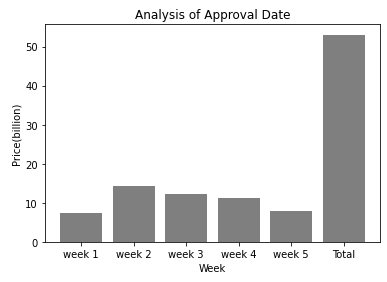 Analysis of Approval Date
Price(billion)
50
40
30
20
10
0
week 1 week 2 week 3 week 4 week 5 Total
Week